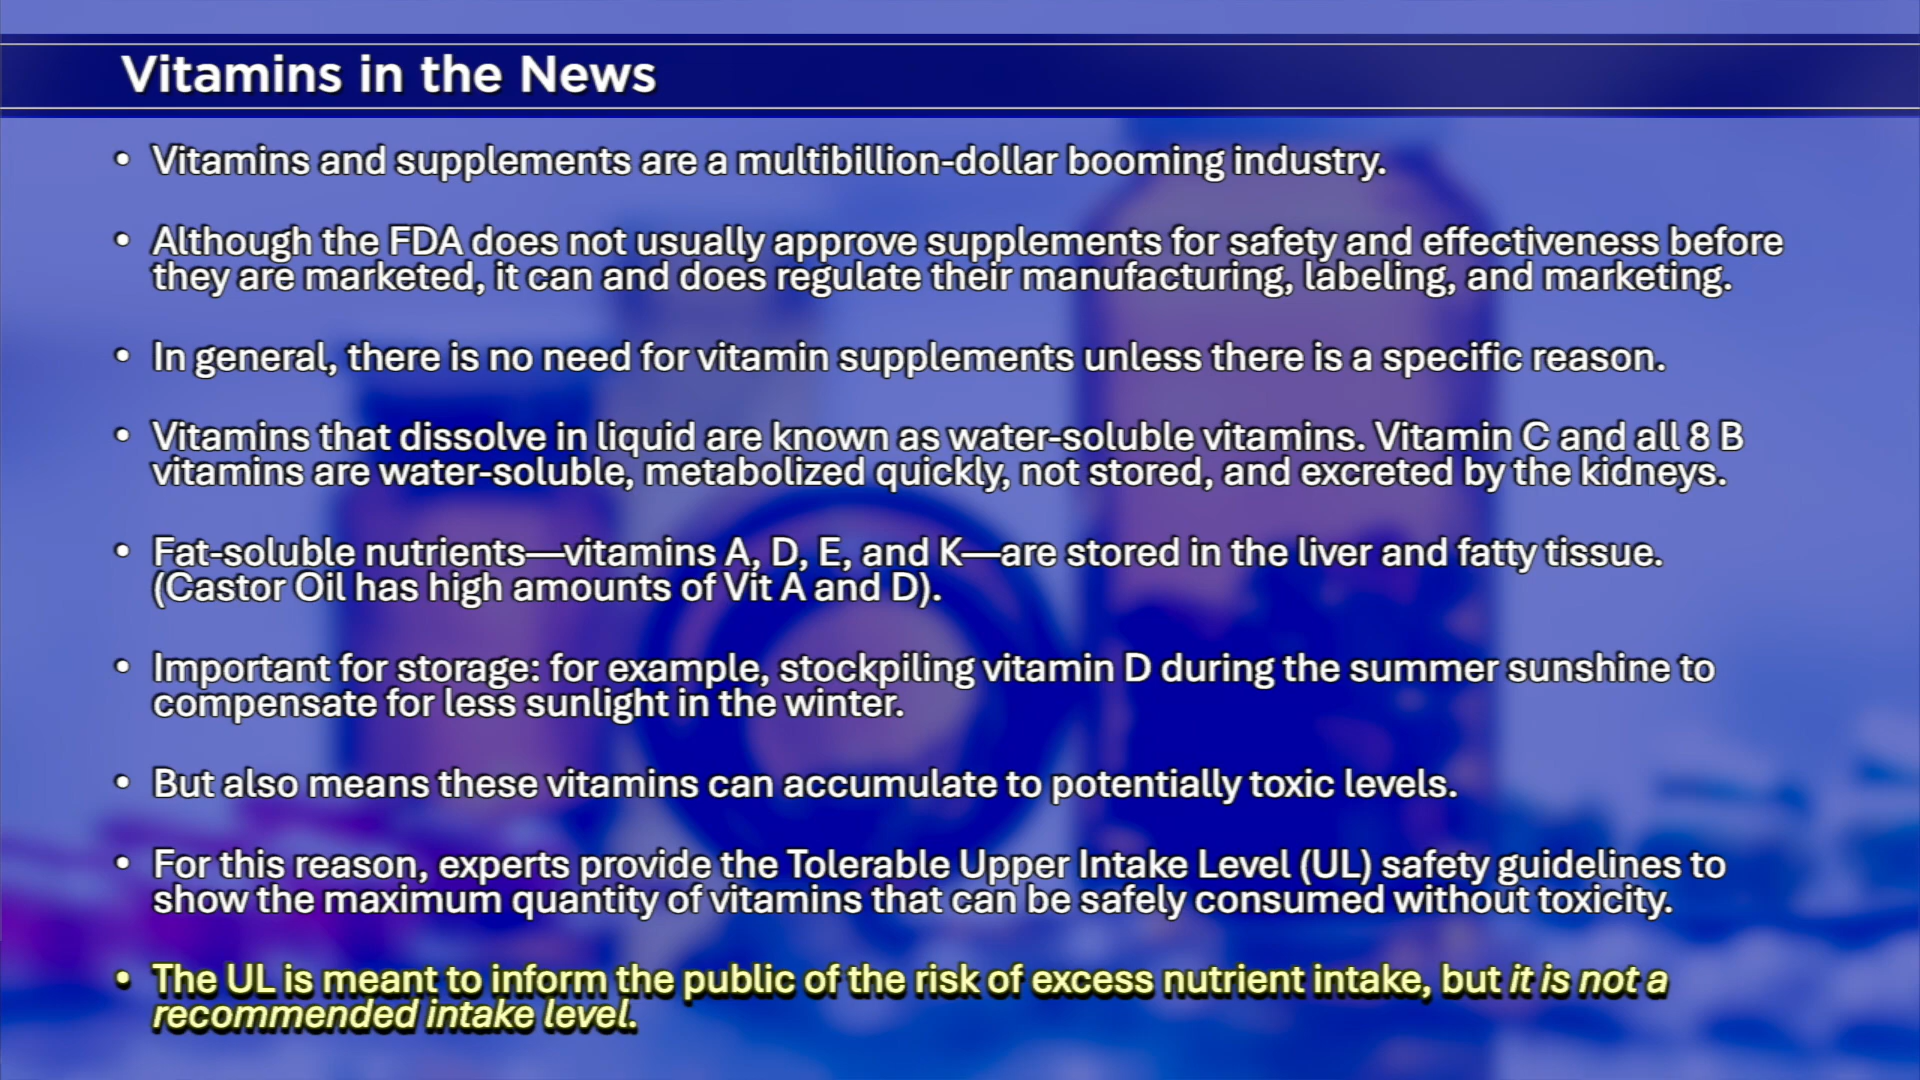 Vitamins in the News
• Vitamins and supplements are a multibillion-dollar booming industry.
• Although the FDA does not usually approve supplements for safety and effectiveness before
they are marketed, it can and does regulate their manufacturing, labeling, and marketing.
• In general, there is no need for vitamin supplements unless there is a specific reason.
• Vitamins that dissolve in liquid are known as water-soluble vitamins. Vitamin C and all 8 B
vitamins are water-soluble, metabolized quickly, not stored, and excreted by the kidneys.
• Fat-soluble nutrients—vitamins A, D, E, and K—are stored in the liver and fatty tissue.
(Castor Oil has high amounts of Vit A and D).
• Important for storage: for example, stockpiling vitamin D during the summer sunshine to
compensate for less sunlight in the winter.
• But also means these vitamins can accumulate to potentially toxic levels.
• For this reason, experts provide the Tolerable Upper Intake Level (UL) safety guidelines to
show the maximum quantity of vitamins that can be safely consumed without toxicity.
• The UL is meant to inform the public of the risk of excess nutrient intake, but it is not a
recommended intake level.